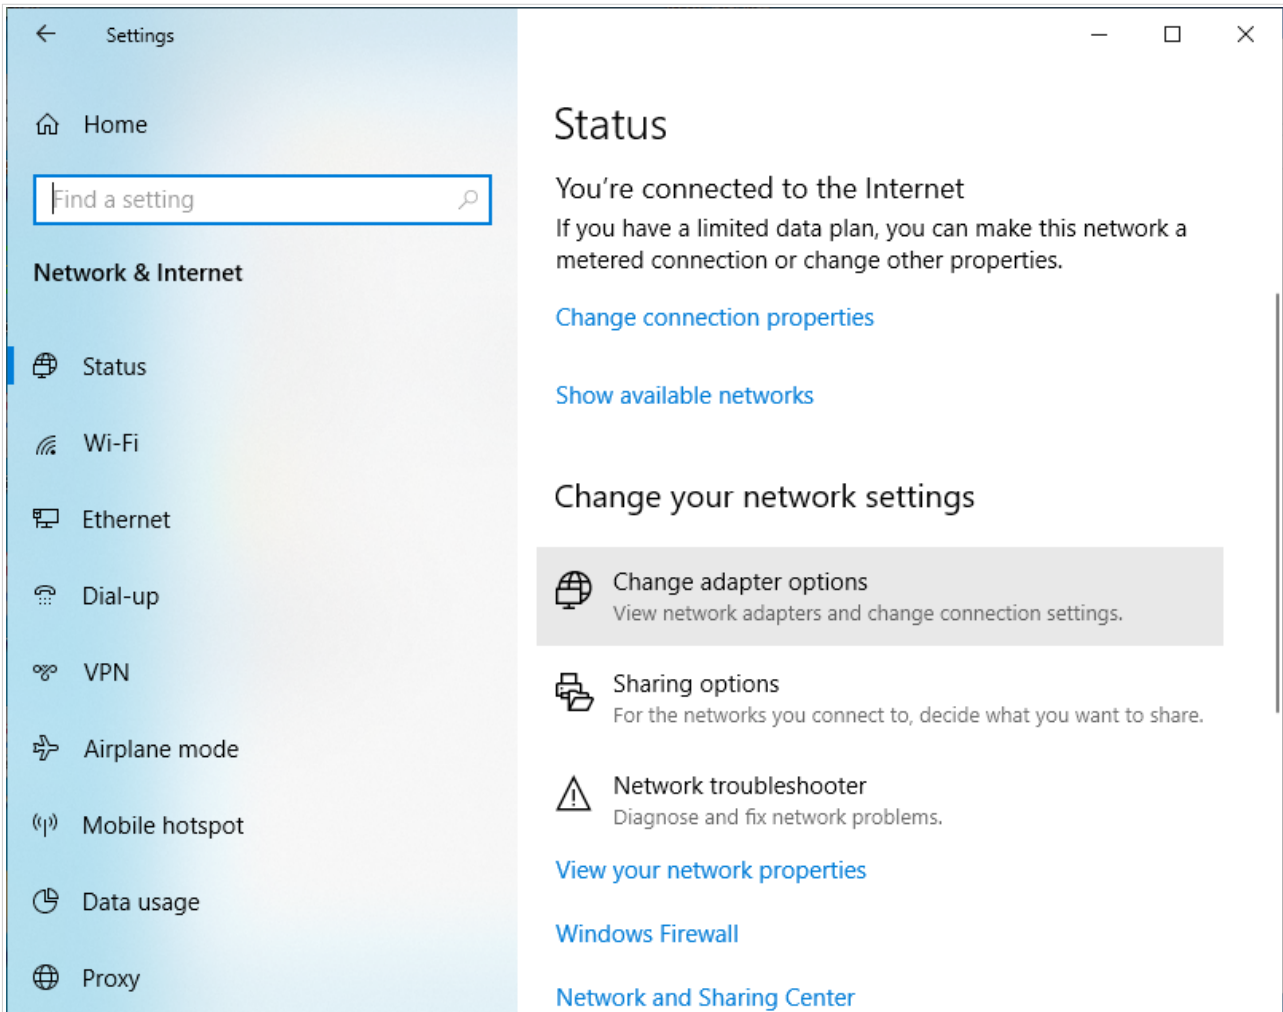 Settings
Home
Find a setting
Network & Internet
Status
Wi-Fi
Ethernet
Dial-up
VPN
Airplane mode
Mobile hotspot
Data usage
Proxy
Status
You’re connected to the Internet
If you have a limited data plan, you can make this network a
metered connection or change other properties.
Change connection properties
Show available networks
Change your network settings
Change adapter options
View network adapters and change connection settings.
Sharing options
For the networks you connect to, decide what you want to share.
Network troubleshooter
Diagnose and fix network problems.
View your network properties
Windows Firewall
Network and Sharing Center